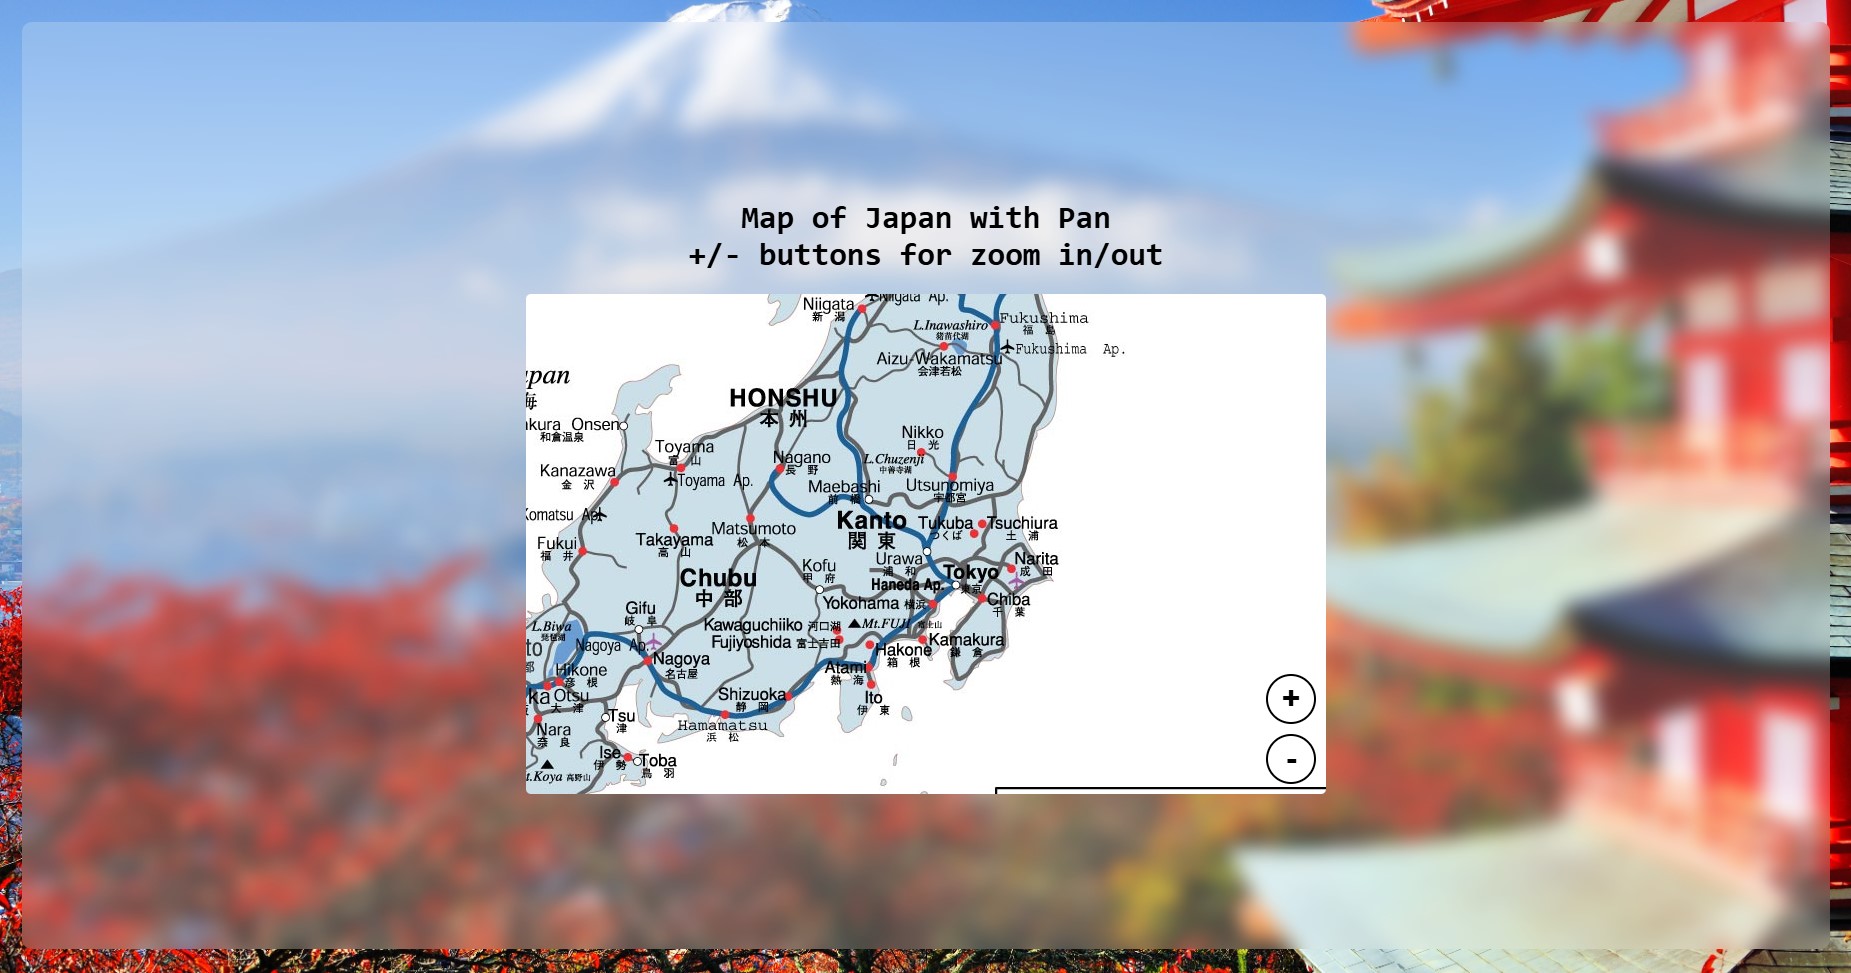 Map of Japan with Pan
+/- buttons for zoom in/out
Niigata Ap.
Niigata
新潟
L.Inawashiro
猪苗代湖
Fukushima
福島
Fukushima Ap.
Aizu-Wakamatsu
会津若松
apan
海
HONSHU
本州
akura Onsen
和倉温泉
Nikko
日光
Toyama
富山
L.Chuzenji
中善寺湖
Nagano
長野
Kanazawa
金沢
Toyama Ap.
Maebashi
前橋
Utsunomiya
宇都宮
Komatsu Ap.
Kanto
関東
Tukuba
つくば
Tsuchiura
土浦
Matsumoto
松本
Takayama
高山
Fukui
福井
Urawa
浦和
Narita
成田
Kofu
甲府
Tokyo
東京
Chubu
中部
Haneda Ap.
Yokohama 横浜
Chiba
千葉
Gifu
岐阜
L.Biwa
琵琶湖
Kawaguchiiko 河口湖
Mt.FUJI 富士山
Fujiyoshida 富士吉田
Kamakura
鎌倉
to
都
Nagoya Ap.
Hakone
箱根
Nagoya
名古屋
Hikone
彦根
Atami
熱海
ka
Otsu
大津
Shizuoka
静岡
Ito
伊東
Tsu
津
Hamamatsu
浜松
Nara
奈良
Ise
伊勢
Toba
鳥羽
t.Koya 高野山
+
-